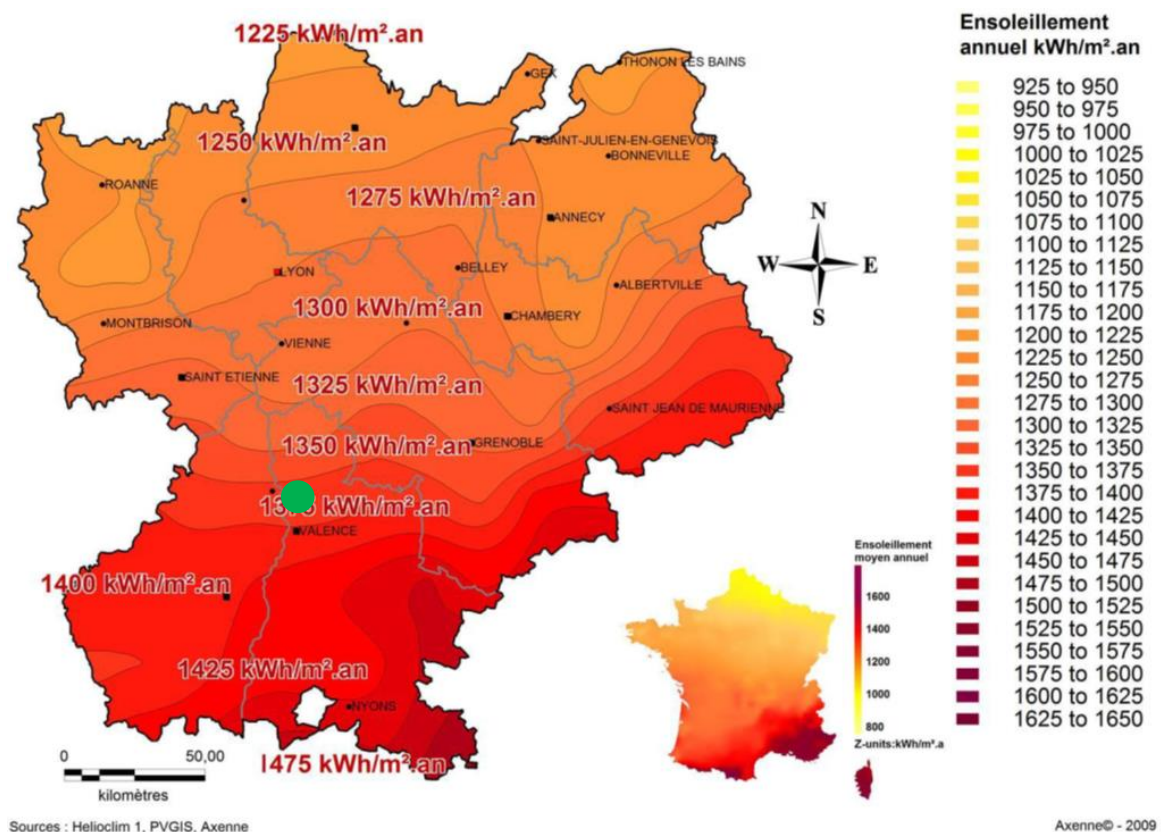 1225 kWh/m².an
GEX
THONON LES BAINS
1250 kWh/m².an
SAINT-JULIEN-EN-GENEVOIS
BONNEVILLE
ROANNE
1275 kWh/m².an
ANNECY
LYON
BELLEY
ALBERTVILLE
1300 kWh/m².an
CHAMBERY
MONTBRISON
VIENNE
SAINT ETIENNE
1325 kWh/m².an
SAINT JEAN DE MAURIENNE
1350 kWh/m².an
GRENOBLE
kWh/m².an
VALENCE
1400 kWh/m².an
1425 kWh/m².an
NYONS
1475 kWh/m².an
N
W E
S
0 50,00
kilomètres
Ensoleillement
annuel kWh/m².an
925 to 950
950 to 975
975 to 1000
1000 to 1025
1025 to 1050
1050 to 1075
1075 to 1100
1100 to 1125
1125 to 1150
1150 to 1175
1175 to 1200
1200 to 1225
1225 to 1250
1250 to 1275
1275 to 1300
1300 to 1325
1325 to 1350
1350 to 1375
1375 to 1400
1400 to 1425
1425 to 1450
1450 to 1475
1475 to 1500
1500 to 1525
1525 to 1550
1550 to 1575
1575 to 1600
1600 to 1625
1625 to 1650
Ensoleillement
moyen annuel
1600
1400
1200
1000
800
Z-units:kWh/m².a
Sources : Helioclim 1, PVGIS, Axenne
Axenne© - 2009